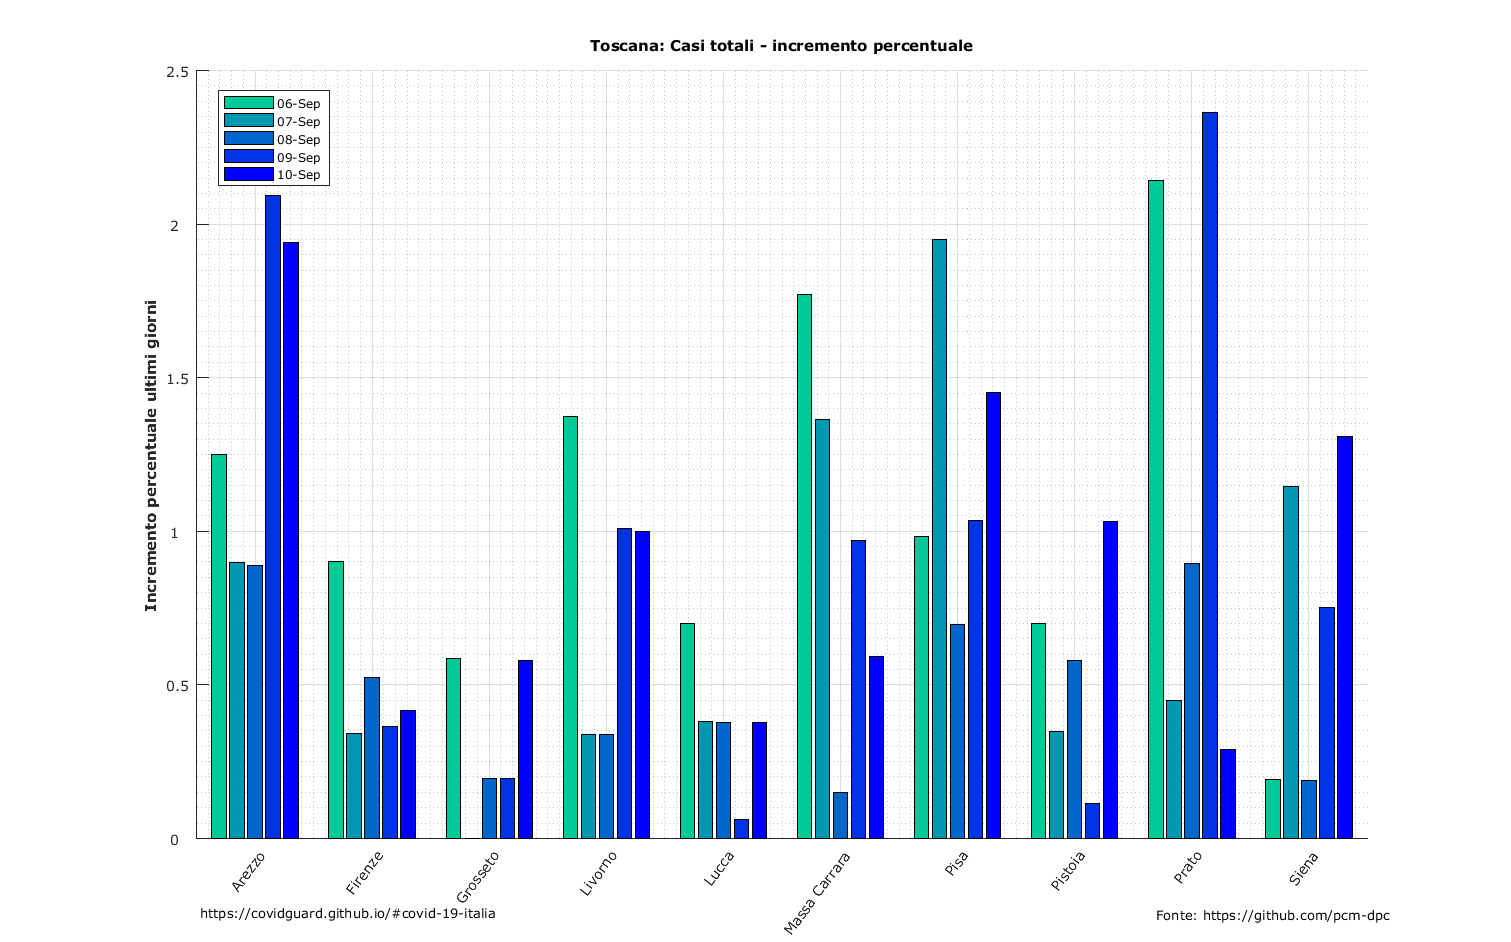 Toscana: Casi totali - incremento percentuale
2.5
2
1.5
1
0.5
0
Incremento percentuale ultimi giorni
06-Sep
07-Sep
08-Sep
09-Sep
10-Sep
Arezzo
Firenze
Grosseto
Livorno
Lucca
Massa Carrara
Pisa
Pistoia
Prato
Siena
https://covidguard.github.io/#covid-19-italia
Fonte: https://github.com/pcm-dpc